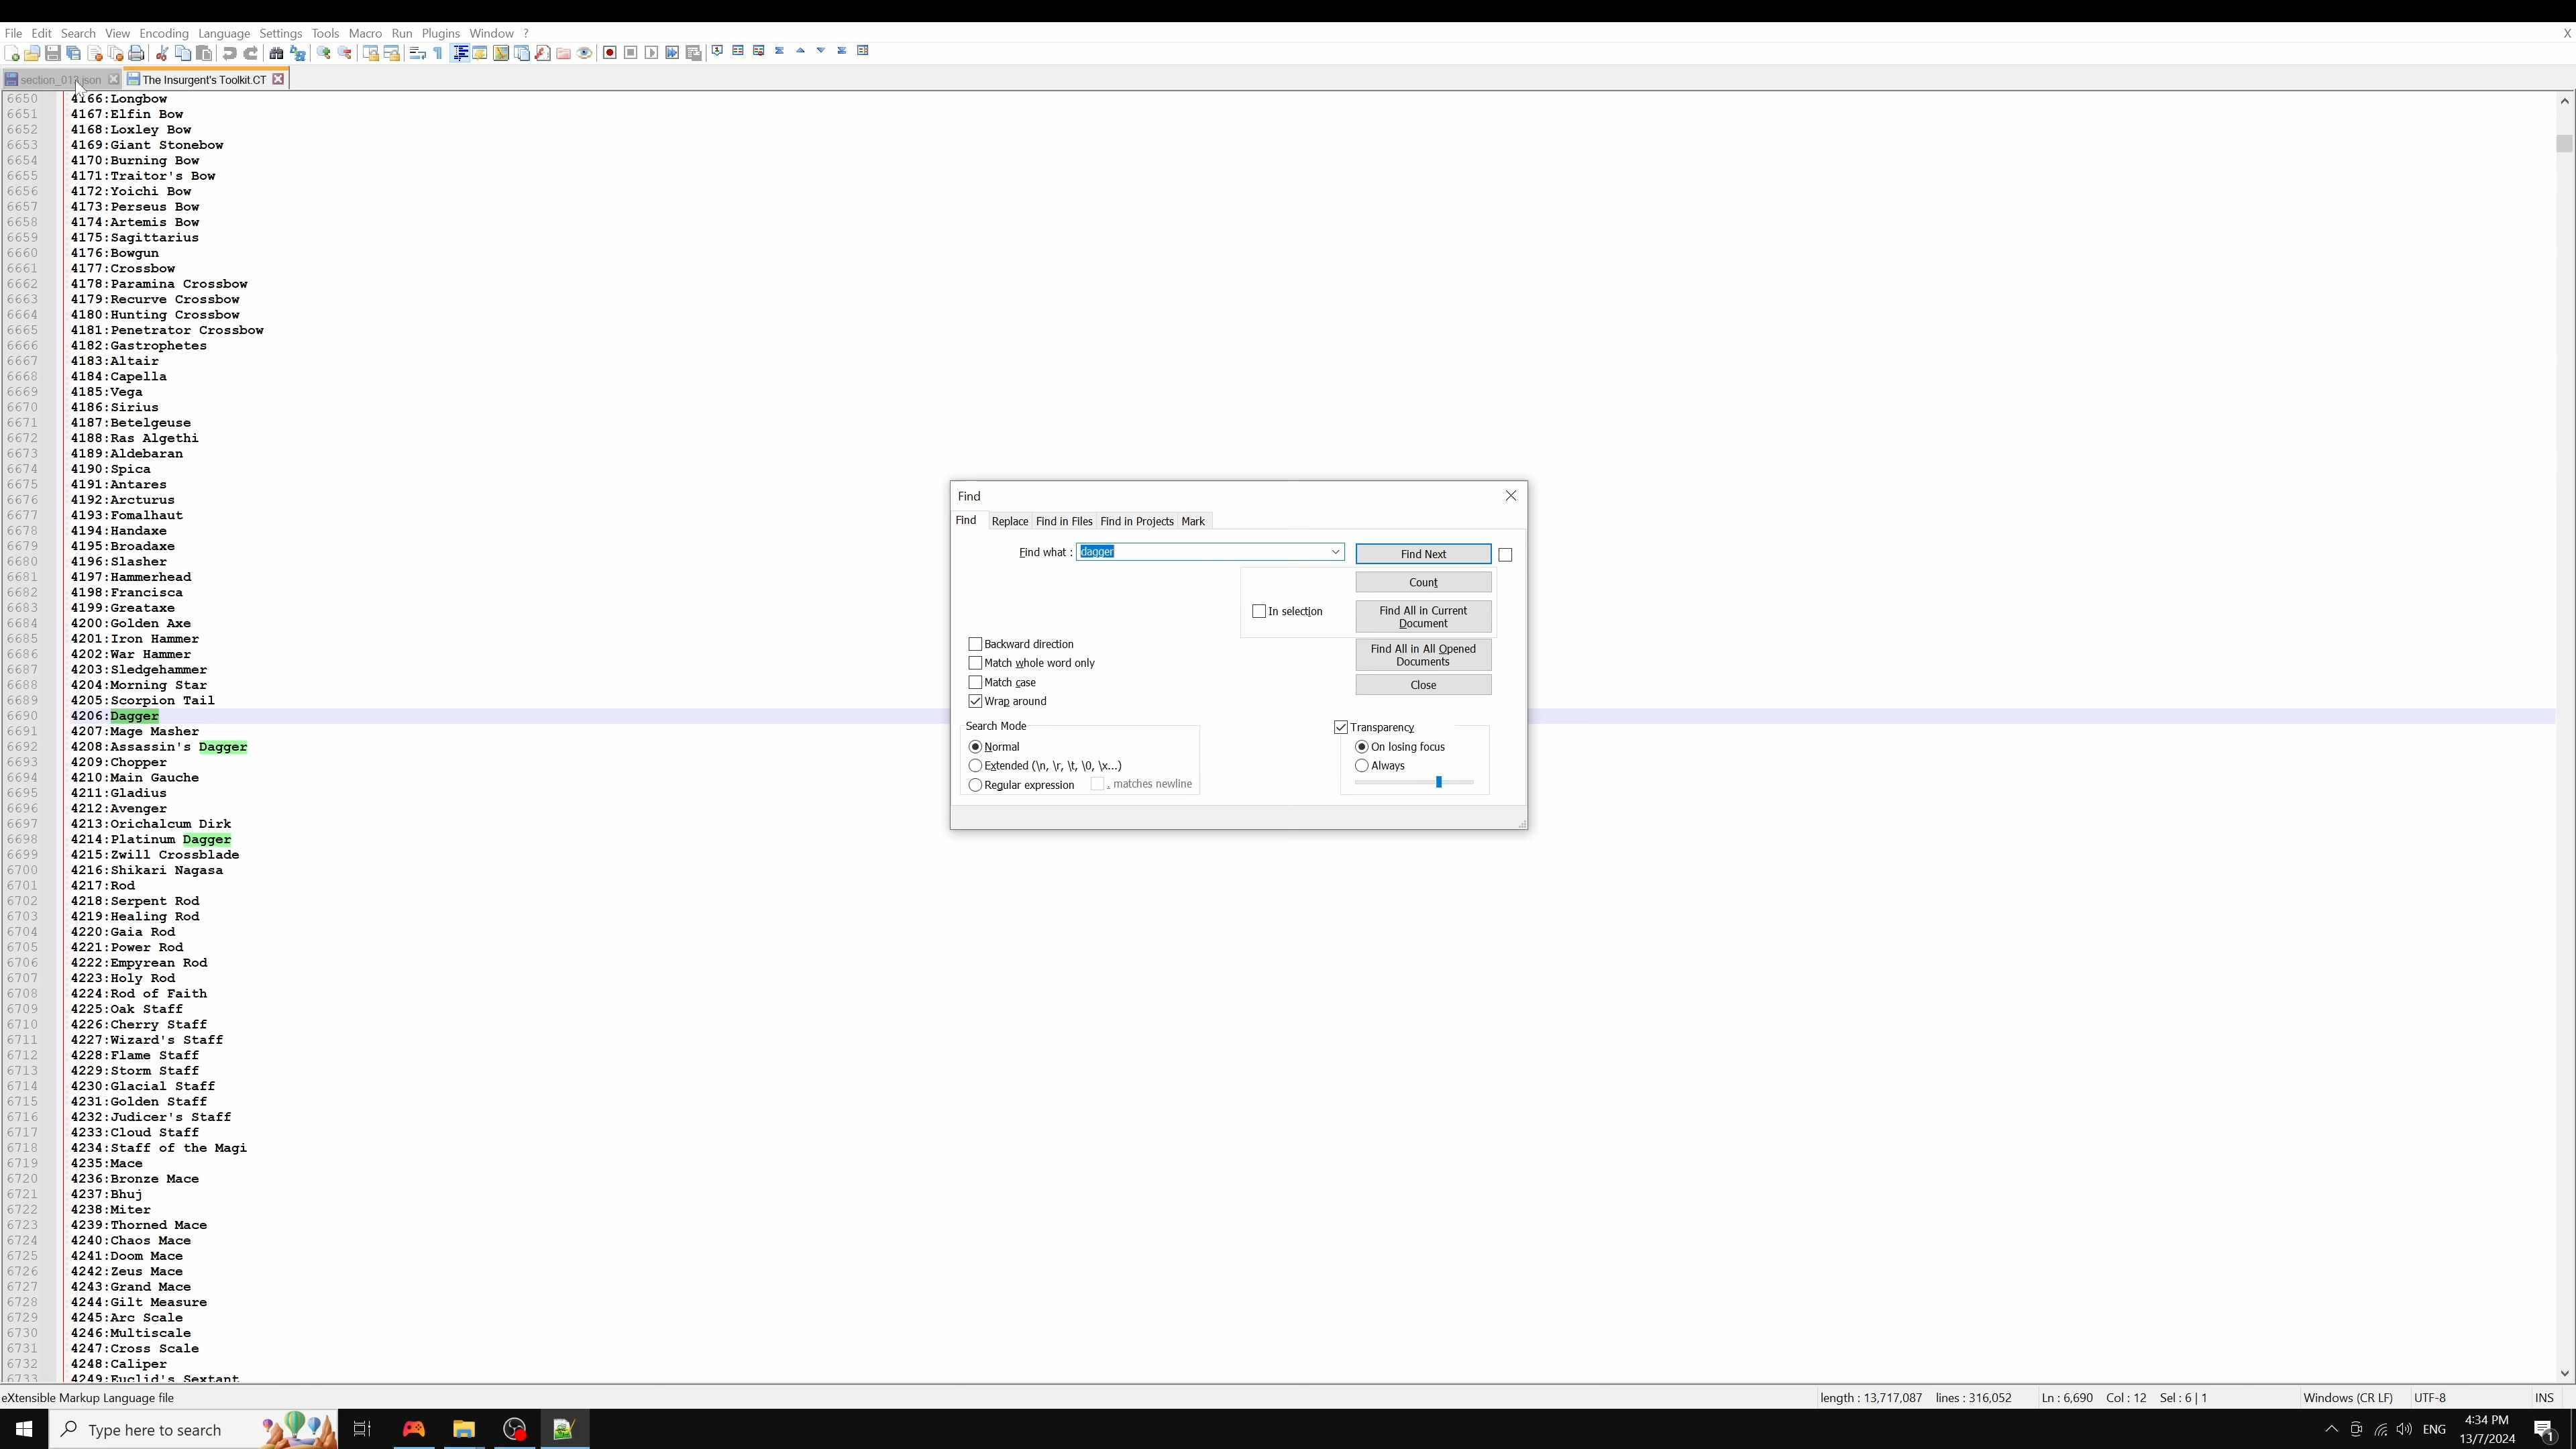 File Edit Search View Encoding Language Settings Tools Macro Run Plugins Window ? X
section_013.json The Insurgent's Toolkit.CT
6650 4166:Longbow
6651 4167:Elfin Bow
6652 4168:Loxley Bow
6653 4169:Giant Stonebow
6654 4170:Burning Bow
6655 4171:Traitor's Bow
6656 4172:Yoichi Bow
6657 4173:Perseus Bow
6658 4174:Artemis Bow
6659 4175:Sagittarius
6660 4176:Bowgun
6661 4177:Crossbow
6662 4178:Paramina Crossbow
6663 4179:Recurve Crossbow
6664 4180:Hunting Crossbow
6665 4181:Penetrator Crossbow
6666 4182:Gastrophetes
6667 4183:Altair
6668 4184:Capella
6669 4185:Vega
6670 4186:Sirius
6671 4187:Betelgeuse
6672 4188:Ras Algethi
6673 4189:Aldebaran
6674 4190:Spica
6675 4191:Antares
6676 4192:Arcturus
6677 4193:Fomalhaut
6678 4194:Handaxe
6679 4195:Broadaxe
6680 4196:Slasher
6681 4197:Hammerhead
6682 4198:Francisca
6683 4199:Greataxe
6684 4200:Golden Axe
6685 4201:Iron Hammer
6686 4202:War Hammer
6687 4203:Sledgehammer
6688 4204:Morning Star
6689 4205:Scorpion Tail
6690 4206:Dagger
6691 4207:Mage Masher
6692 4208:Assassin's Dagger
6693 4209:Chopper
6694 4210:Main Gauche
6695 4211:Gladius
6696 4212:Avenger
6697 4213:Orichalcum Dirk
6698 4214:Platinum Dagger
6699 4215:Zwill Crossblade
6700 4216:Shikari Nagasa
6701 4217:Rod
6702 4218:Serpent Rod
6703 4219:Healing Rod
6704 4220:Gaia Rod
6705 4221:Power Rod
6706 4222:Empyrean Rod
6707 4223:Holy Rod
6708 4224:Rod of Faith
6709 4225:Oak Staff
6710 4226:Cherry Staff
6711 4227:Wizard's Staff
6712 4228:Flame Staff
6713 4229:Storm Staff
6714 4230:Glacial Staff
6715 4231:Golden Staff
6716 4232:Judicer's Staff
6717 4233:Cloud Staff
6718 4234:Staff of the Magi
6719 4235:Mace
6720 4236:Bronze Mace
6721 4237:Bhuj
6722 4238:Miter
6723 4239:Thorned Mace
6724 4240:Chaos Mace
6725 4241:Doom Mace
6726 4242:Zeus Mace
6727 4243:Grand Mace
6728 4244:Gilt Measure
6729 4245:Arc Scale
6730 4246:Multiscale
6731 4247:Cross Scale
6732 4248:Caliper
6733 4249:Euclid's Sextant
Find
Find Replace Find in Files Find in Projects Mark
Find what : dagger Find Next
Count
In selection
Find All in Current
Document
Backward direction
Find All in All Opened
Documents
Match whole word only
Match case
Close
Wrap around
Search Mode
Transparency
Normal
On losing focus
Extended (\n, \r, \t, \0, \x...)
Always
Regular expression . matches newline
eXtensible Markup Language file length : 13,717,087 lines : 316,052 Ln : 6,690 Col : 12 Sel : 6 | 1 Windows (CR LF) UTF-8 INS
Type here to search ENG 4:34 PM
13/7/2024 1